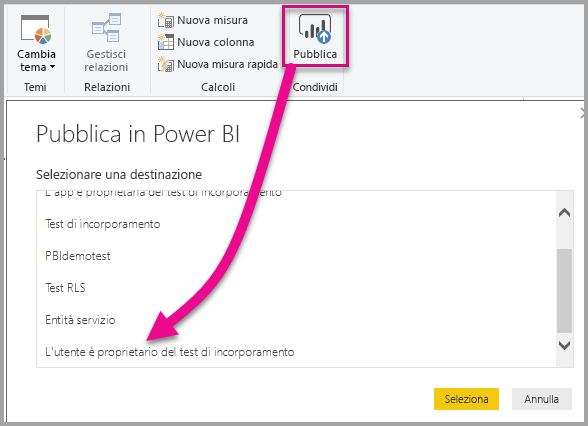 Cambia
tema
Gestisci
relazioni
Nuova misura
Nuova colonna
Nuova misura rapida
Pubblica
Temi
Relazioni
Calcoli
Condividi
Pubblica in Power BI
Selezionare una destinazione
L'app è proprietaria del test di incorporamento
Test di incorporamento
PBIdemotest
Test RLS
Entità servizio
L'utente è proprietario del test di incorporamento
Seleziona
Annulla